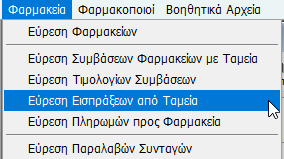 Φαρμακεία Φαρμακοποιοί Βοηθητικά Αρχεία
Εύρεση Φαρμακείων
Εύρεση Συμβάσεων Φαρμακείων με Ταμεία
Εύρεση Τιμολογίων Συμβάσεων
Εύρεση Εισπράξεων από Ταμεία
Εύρεση Πληρωμών προς Φαρμακεία
Εύρεση Παραλαβών Συνταγών